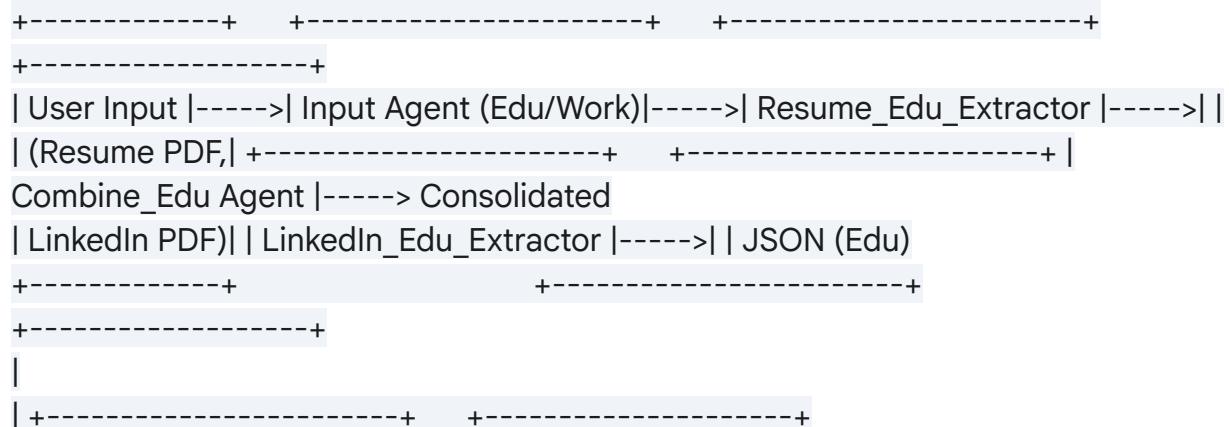 +-------------+ +-----------------------+ +------------------------+
+-------------------+
| User Input |----->| Input Agent (Edu/Work)|----->| Resume_Edu_Extractor |----->| |
| (Resume PDF,| +-----------------------+ +------------------------+ |
Combine_Edu Agent |-----> Consolidated
| LinkedIn PDF)| | LinkedIn_Edu_Extractor |----->| | JSON (Edu)
+-------------+ +------------------------+
+-------------------+
|
| +------------------------+ +---------------------+